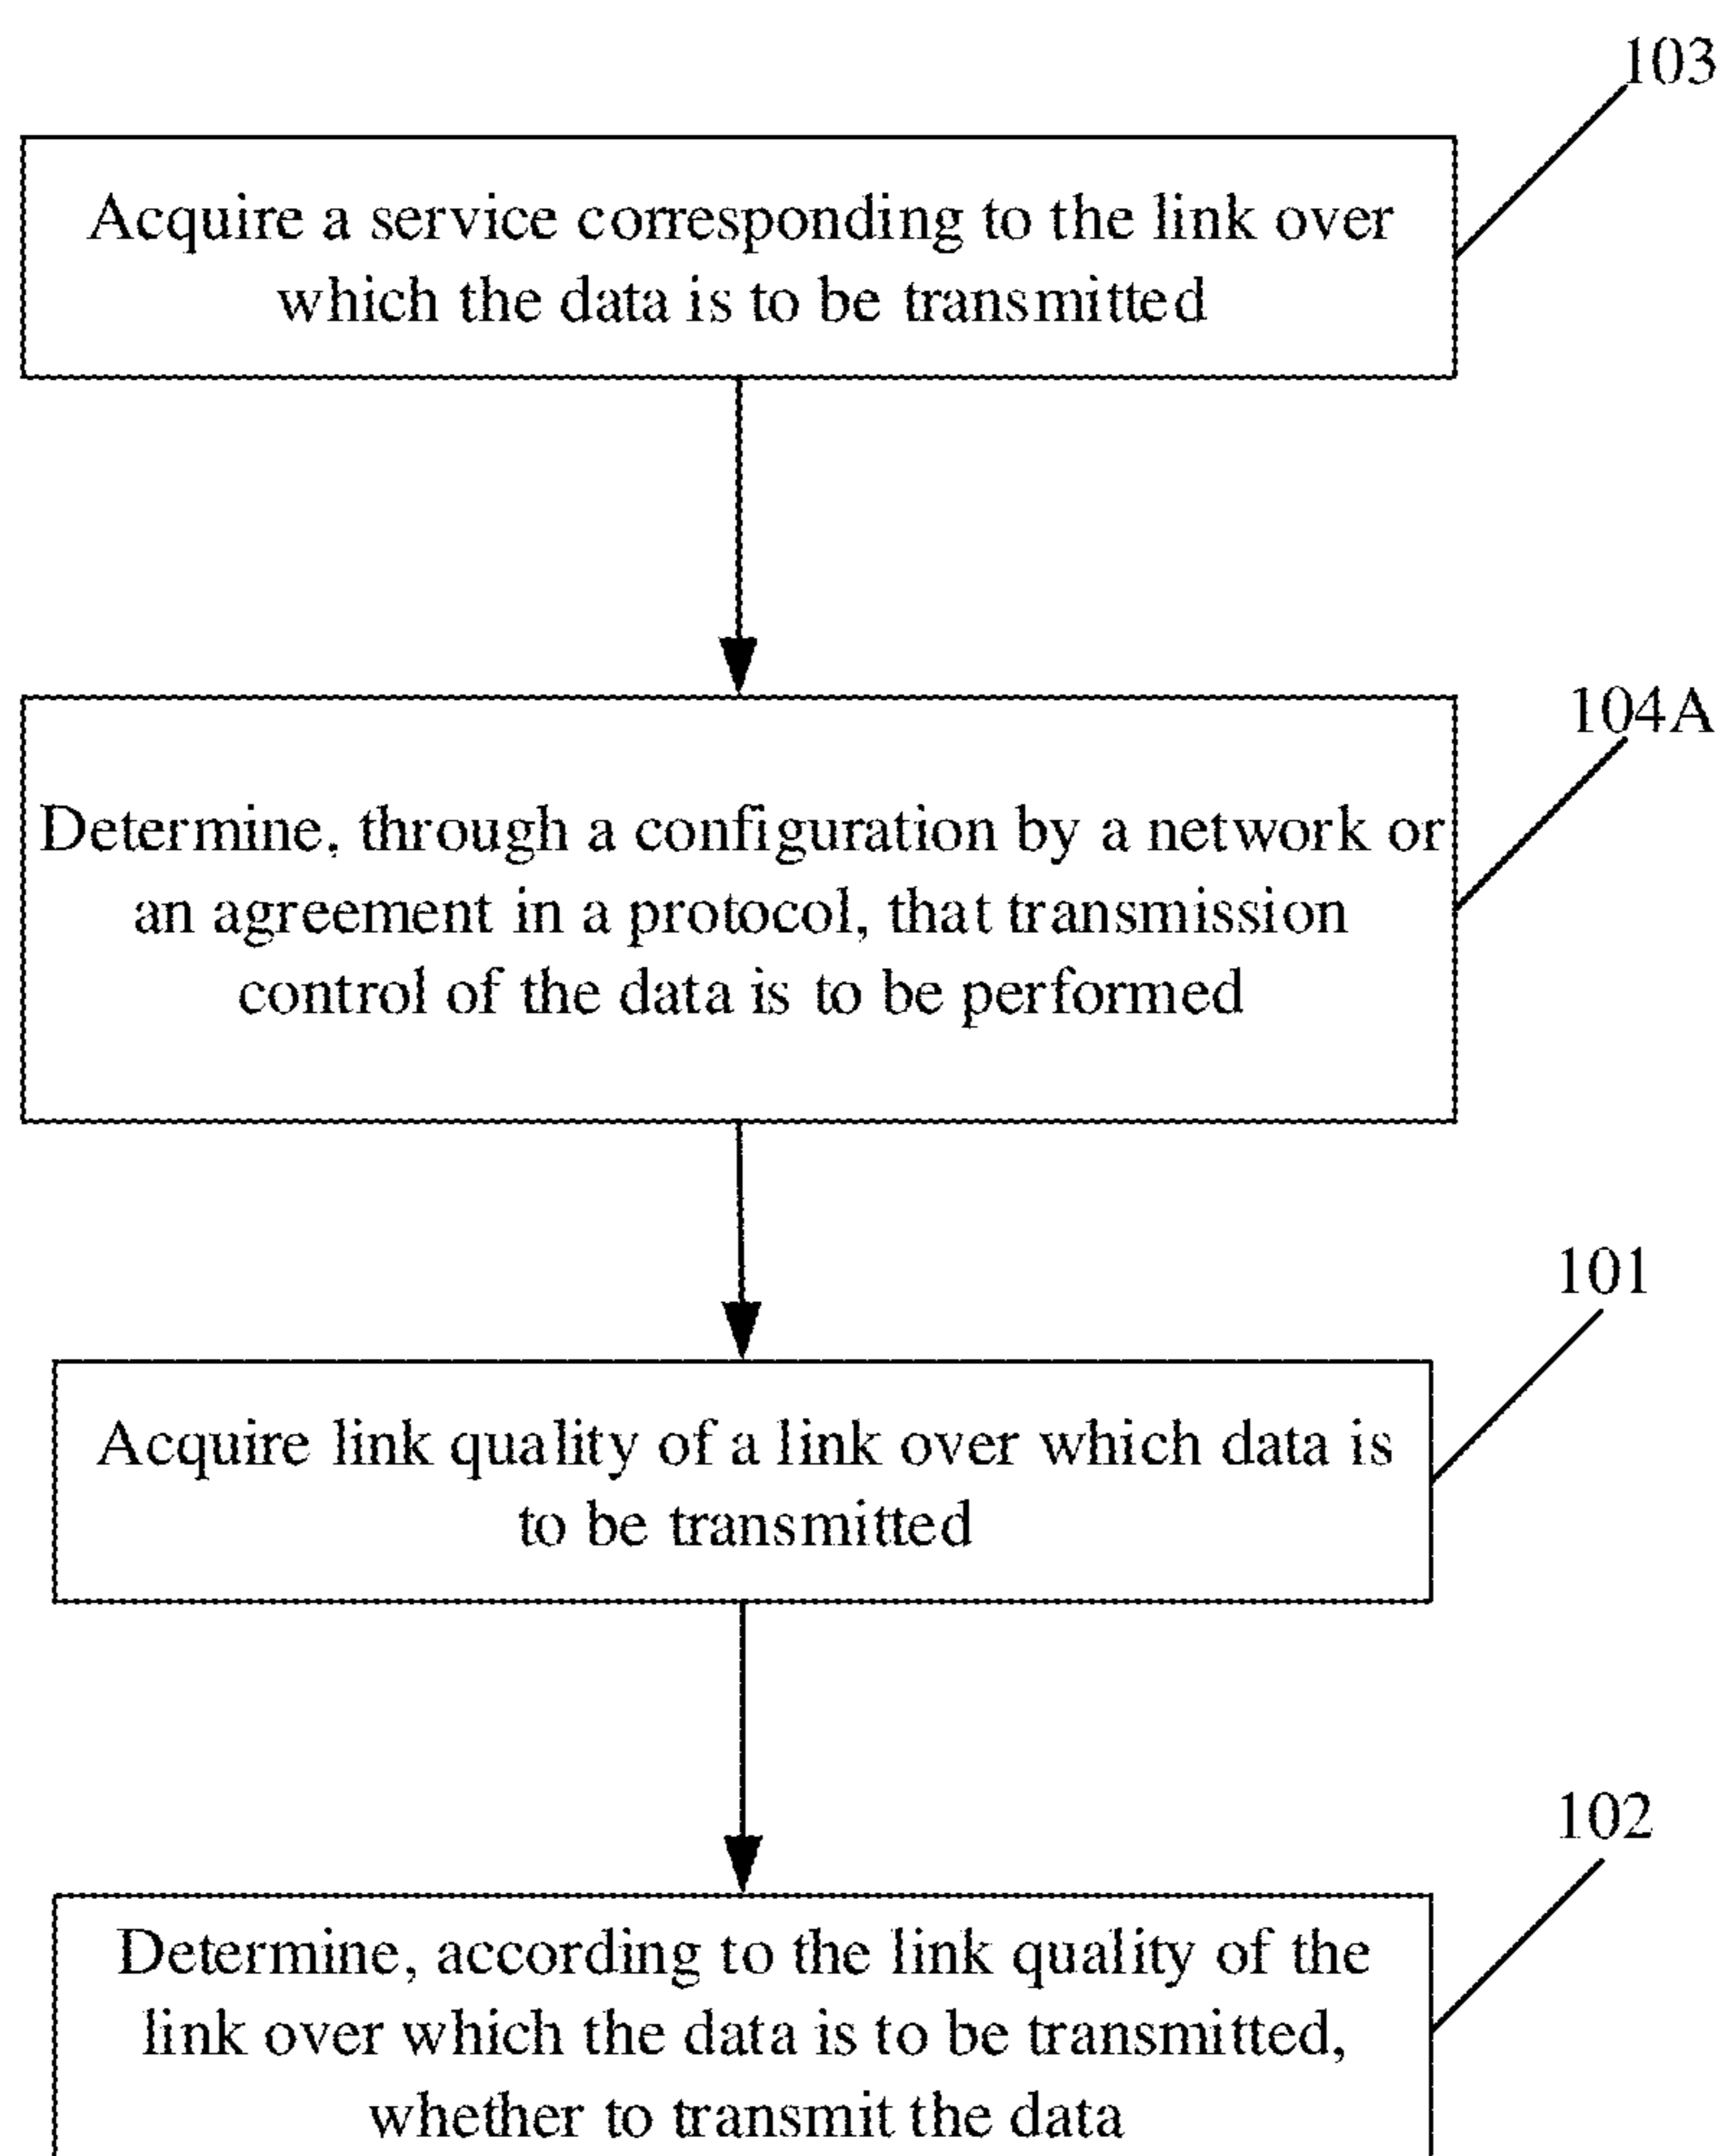 103
Acquire a service corresponding to the link over
which the data is to be transmitted
104A
Determine, through a configuration by a network or
an agreement in a protocol, that transmission
control of the data is to be performed
101
Acquire link quality of a link over which data is
to be transmitted
102
Determine, according to the link quality of the
link over which the data is to be transmitted,
whether to transmit the data